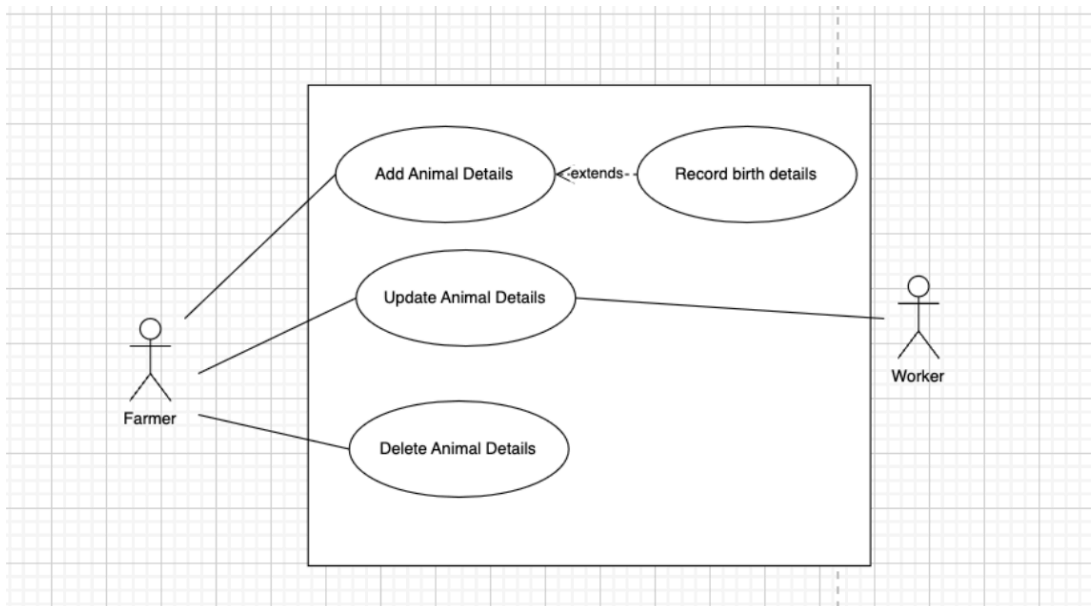 Add Animal Details
extends
Record birth details
Update Animal Details
Worker
Farmer
Delete Animal Details